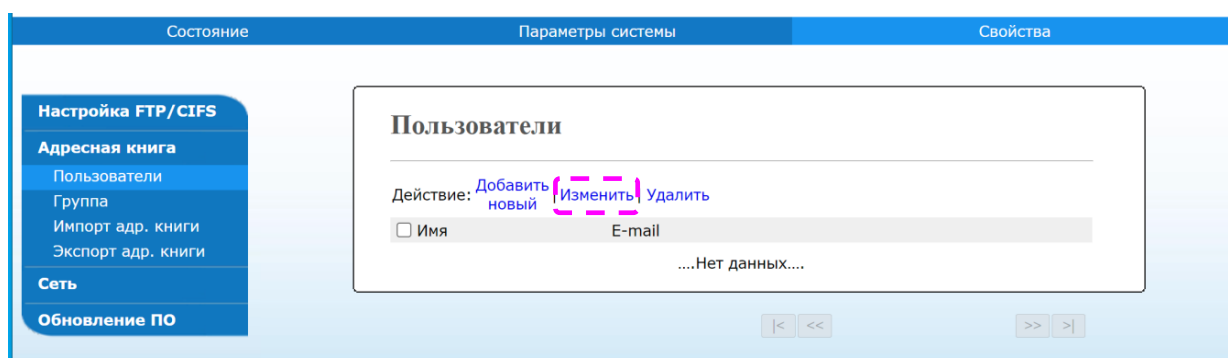 Состояние
Параметры системы
Свойства
Настройка FTP/CIFS
Адресная книга
Пользователи
Группа
Импорт адр. книги
Экспорт адр. книги
Сеть
Обновление ПО
Пользователи
Действие: Добавить новый | Изменить | Удалить
Имя E-mail
....Нет данных....
|< << >> >|